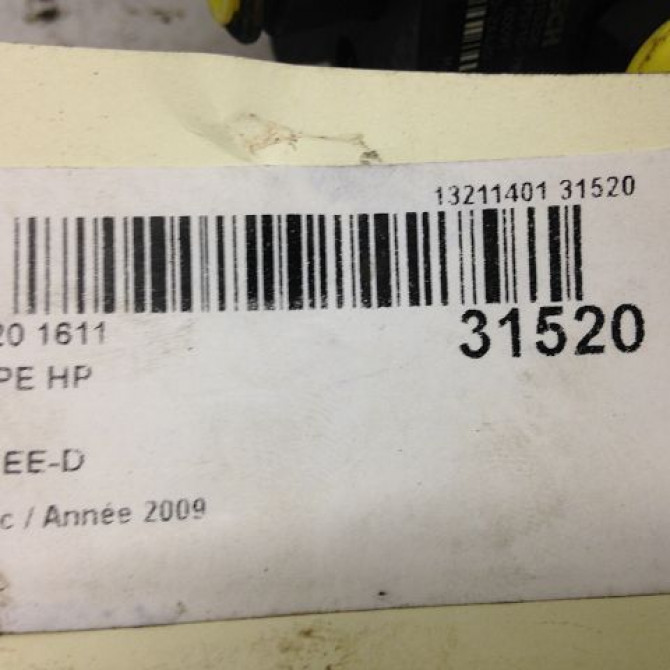 13211401 31520
20 1611
31520
PE HP
EE-D
c / Année 2009